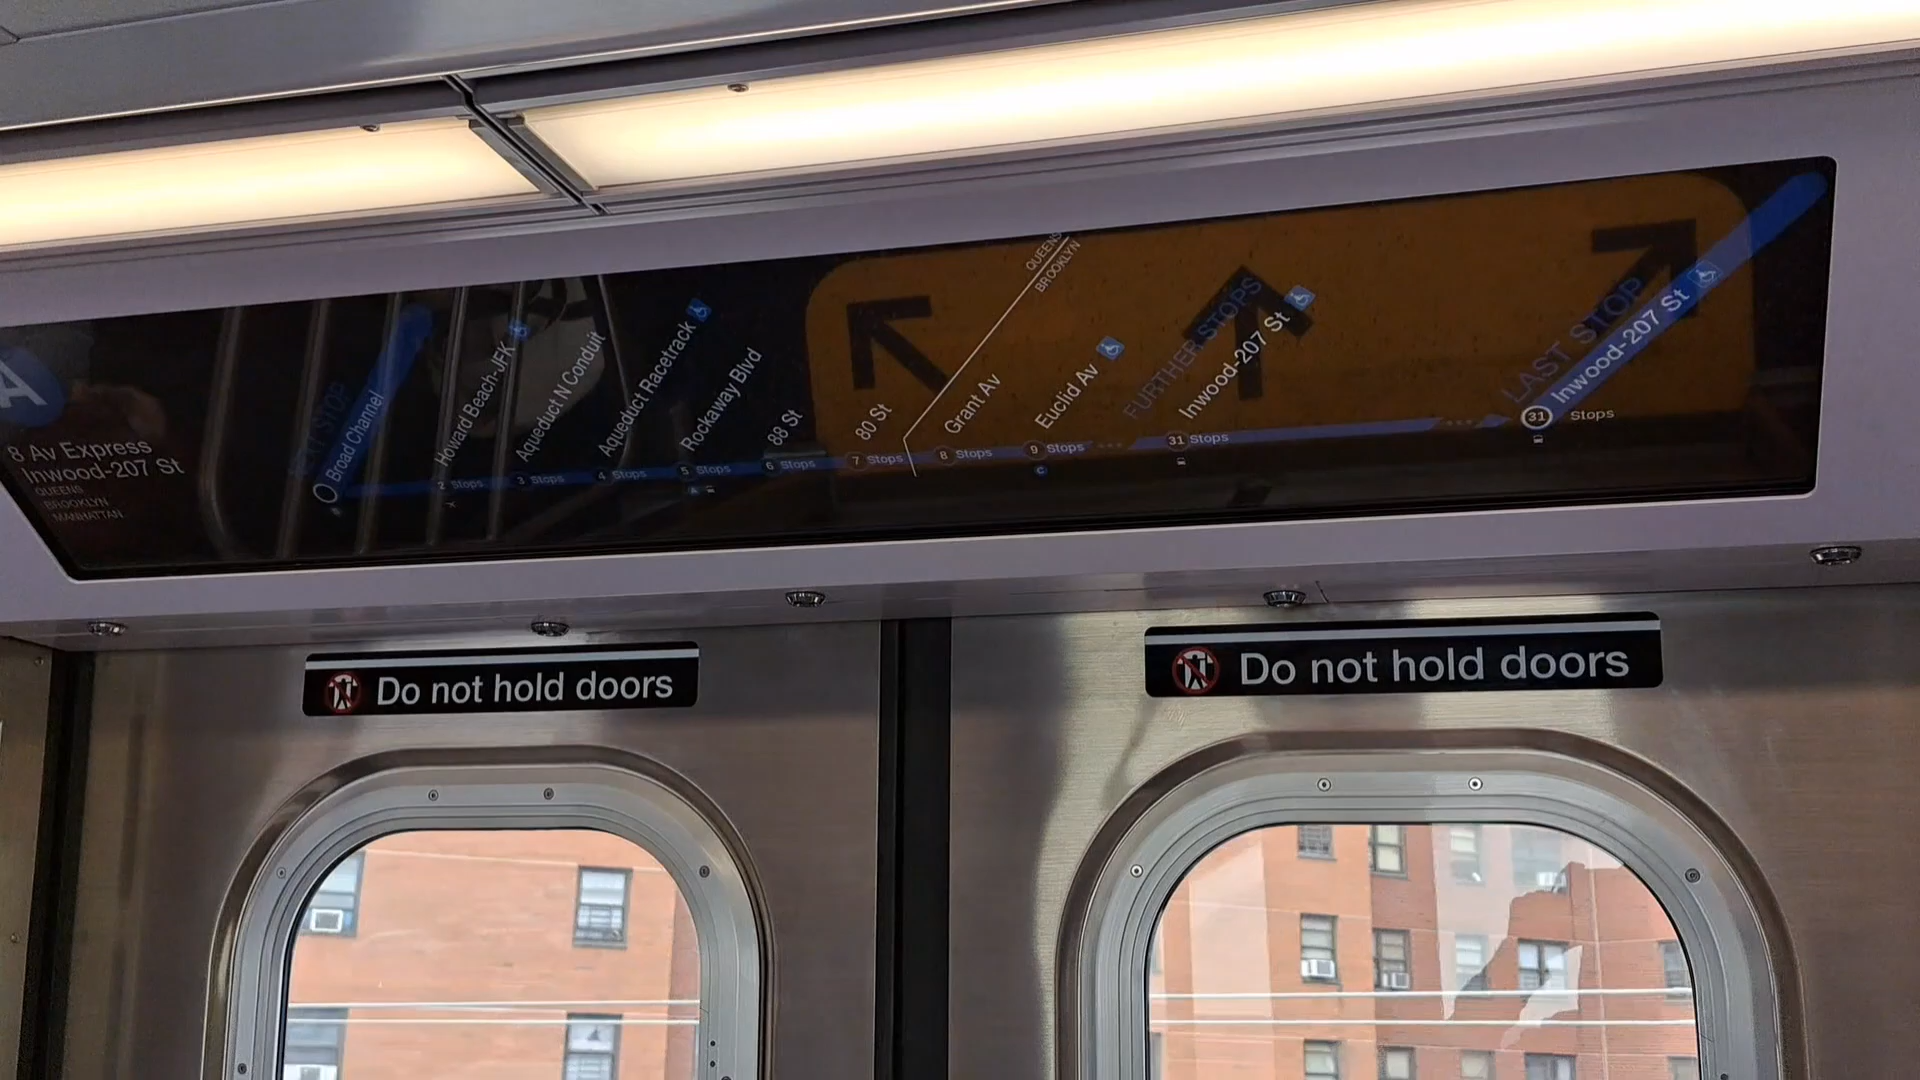 A
8 Av Express
Inwood-207 St
QUEENS
BROOKLYN
MANHATTAN
NEXT STOP
Broad Channel
Howard Beach-JFK
2 Stops
Aqueduct N Conduit
3 Stops
Aqueduct Racetrack
4 Stops
Rockaway Blvd
5 Stops
A
88 St
6 Stops
80 St
7 Stops
QUEENS
BROOKLYN
Grant Av
8 Stops
Euclid Av
9 Stops
C
FURTHER STOPS
Inwood-207 St
31 Stops
LAST STOP
Inwood-207 St
31 Stops
Do not hold doors
Do not hold doors